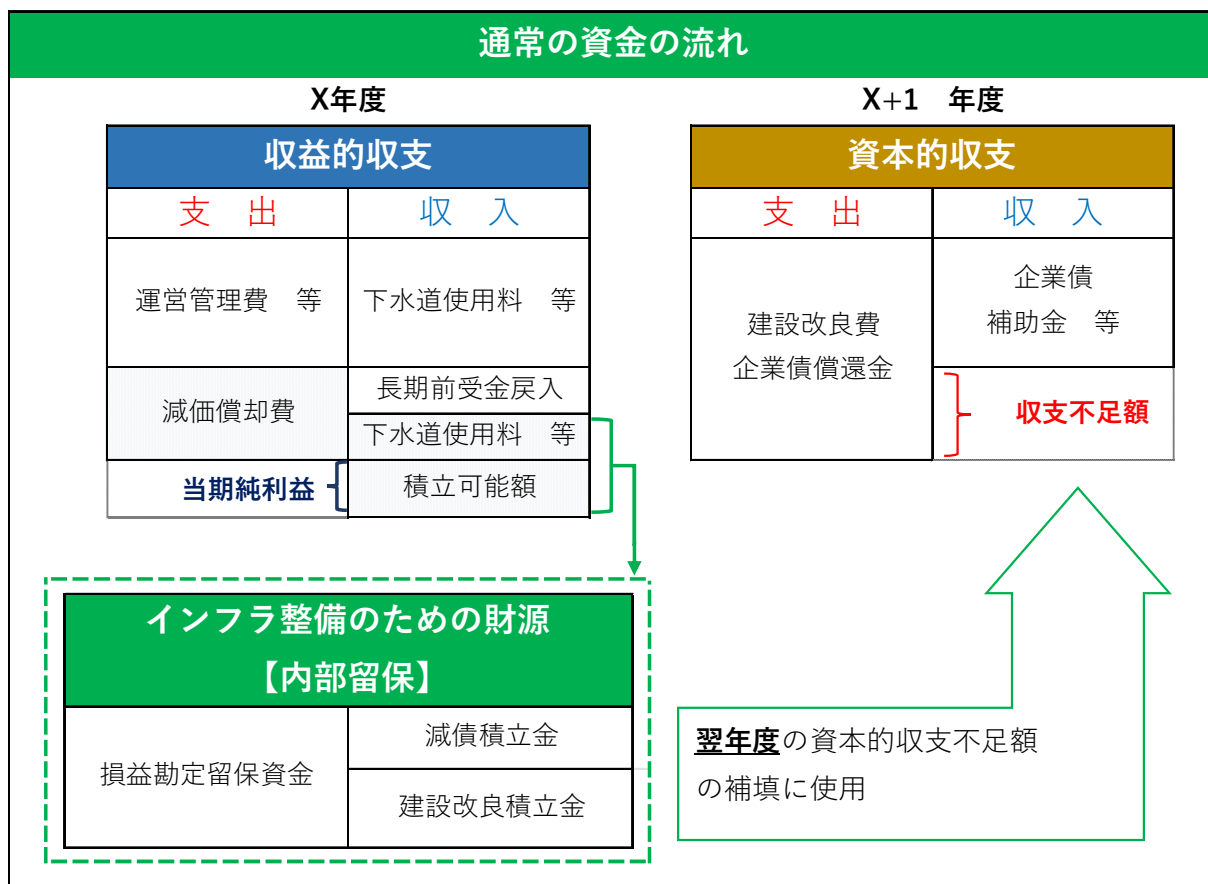 通常の資金の流れ
X年度
収益的収支
支　出
収　入
運営管理費　等
下水道使用料　等
減価償却費
長期前受金戻入
下水道使用料　等
当期純利益
積立可能額
X+1　年度
資本的収支
支　出
収　入
建設改良費
企業債償還金
企業債
補助金　等
収支不足額
インフラ整備のための財源
【内部留保】
損益勘定留保資金
減債積立金
建設改良積立金
翌年度の資本的収支不足額
の補填に使用